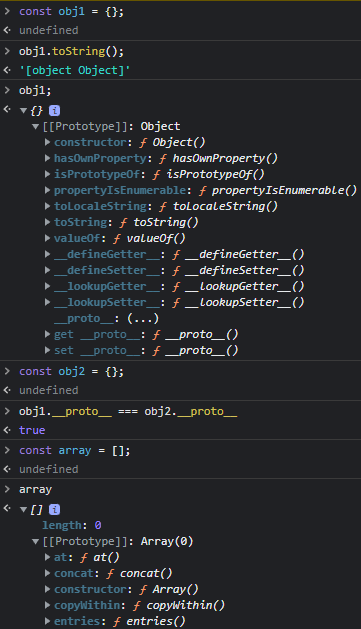 > const obj1 = {};
< undefined
> obj1.toString();
< '[object Object]'
> obj1;
< ▼ {} i
▼ [[Prototype]]: Object
▶ constructor: ƒ Object()
▶ hasOwnProperty: ƒ hasOwnProperty()
▶ isPrototypeOf: ƒ isPrototypeOf()
▶ propertyIsEnumerable: ƒ propertyIsEnumerable()
▶ toLocaleString: ƒ toLocaleString()
▶ toString: ƒ toString()
▶ valueOf: ƒ valueOf()
▶ __defineGetter__: ƒ __defineGetter__()
▶ __defineSetter__: ƒ __defineSetter__()
▶ __lookupGetter__: ƒ __lookupGetter__()
▶ __lookupSetter__: ƒ __lookupSetter__()
__proto__: (...)
▶ get __proto__: ƒ __proto__()
▶ set __proto__: ƒ __proto__()
> const obj2 = {};
< undefined
> obj1.__proto__ === obj2.__proto__
< true
> const array = [];
< undefined
> array
< ▼ [] i
length: 0
▼ [[Prototype]]: Array(0)
▶ at: ƒ at()
▶ concat: ƒ concat()
▶ constructor: ƒ Array()
▶ copyWithin: ƒ copyWithin()
▶ entries: ƒ entries()